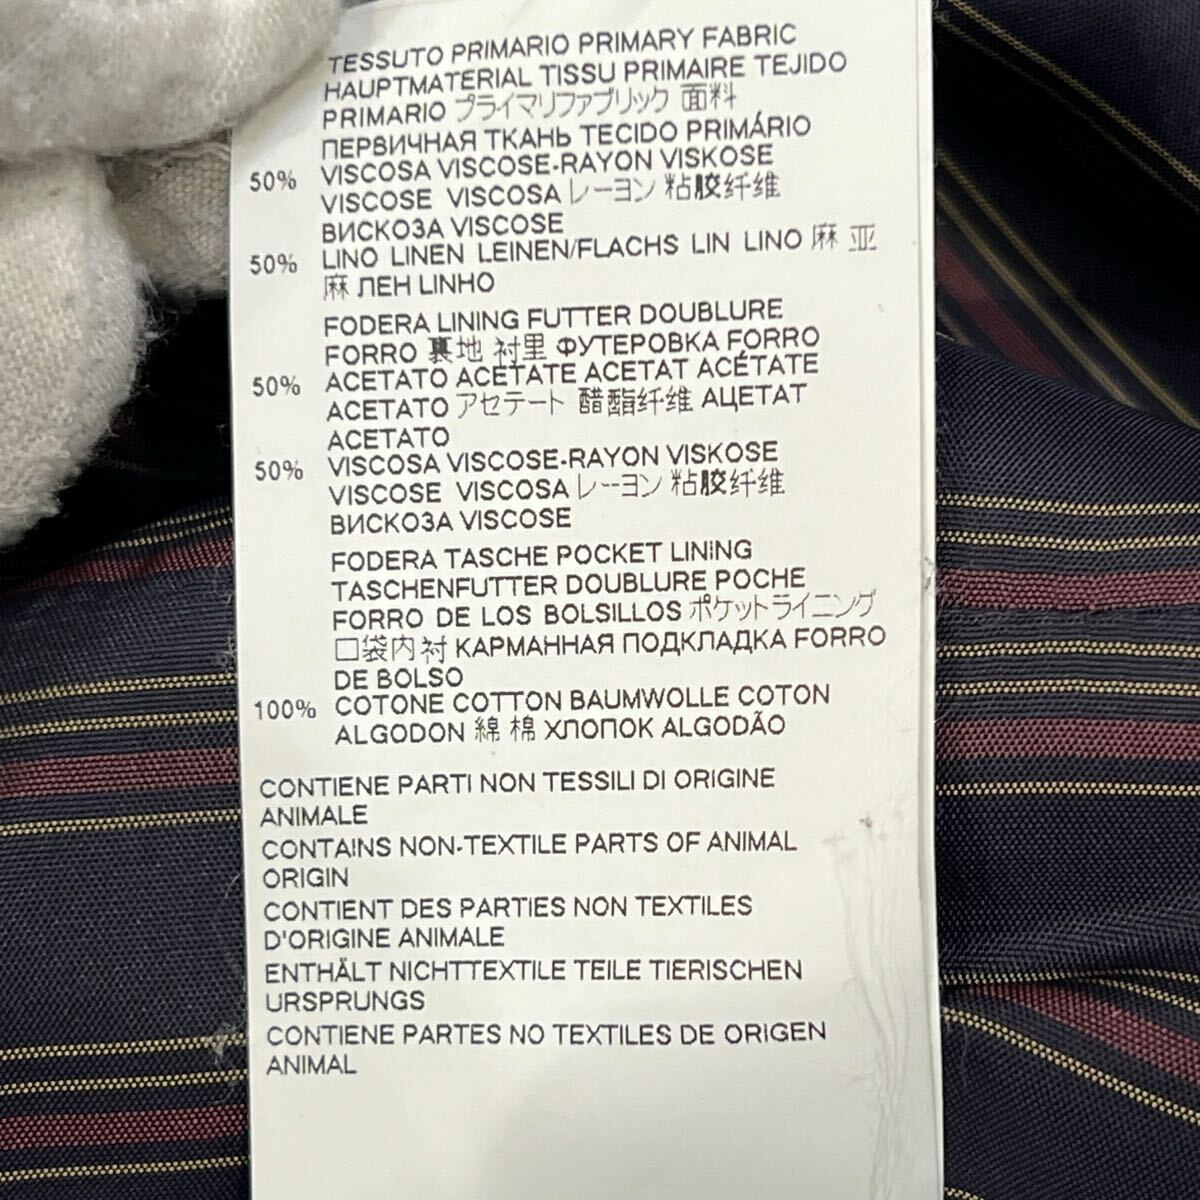 TESSUTO PRIMARIO PRIMARY FABRIC
HAUPTMATERIAL TISSU PRIMAIRE TEJIDO
PRIMARIO プライマリファブリック 面料
ПЕРВИЧНАЯ ТКАНЬ TECIDO PRIMÁRIO
50% VISCOSA VISCOSE-RAYON VISKOSE
VISCOSE VISCOSA レーヨン 粘胶纤维
ВИСКОЗА VISCOSE
50% LINO LINEN LEINEN/FLACHS LIN LINO 麻 亚
麻 ЛЕН LINHO
FODERA LINING FUTTER DOUBLURE
FORRO 裏地 衬里 ФУТЕРОВКА FORRO
50% ACETATO ACETATE ACETAT ACÉTATE
ACETATO アセテート 醋酯纤维 АЦЕТАТ
ACETATO
50% VISCOSA VISCOSE-RAYON VISKOSE
VISCOSE VISCOSA レーヨン 粘胶纤维
ВИСКОЗА VISCOSE
FODERA TASCHE POCKET LINING
TASCHENFUTTER DOUBLURE POCHE
FORRO DE LOS BOLSILLOS ポケットライニング
口袋内衬 КАРМАННАЯ ПОДКЛАДКА FORRO
DE BOLSO
100% COTONE COTTON BAUMWOLLE COTON
ALGODON 綿 棉 ХЛОПОК ALGODÃO
CONTIENE PARTI NON TESSILI DI ORIGINE
ANIMALE
CONTAINS NON-TEXTILE PARTS OF ANIMAL
ORIGIN
CONTIENT DES PARTIES NON TEXTILES
D'ORIGINE ANIMALE
ENTHÄLT NICHTTEXTILE TEILE TIERISCHEN
URSPRUNGS
CONTIENE PARTES NO TEXTILES DE ORIGEN
ANIMAL